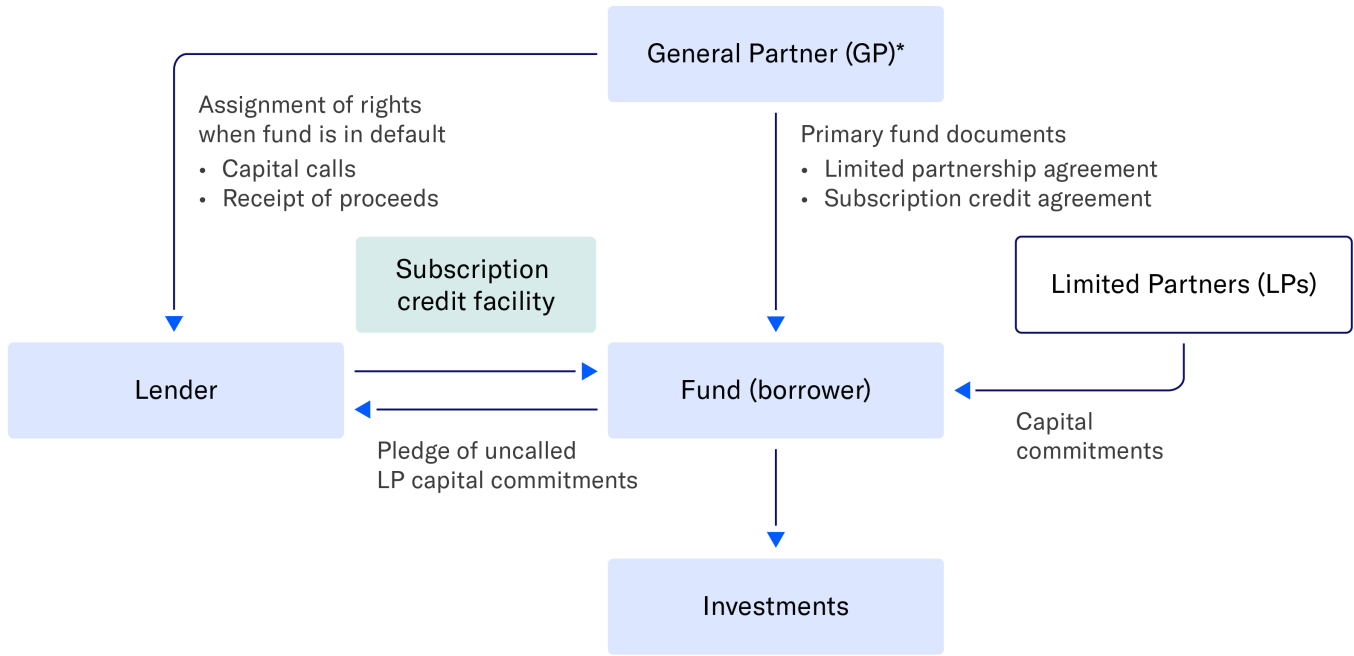 General Partner (GP)*
Assignment of rights
when fund is in default
• Capital calls
• Receipt of proceeds
Primary fund documents
• Limited partnership agreement
• Subscription credit agreement
Subscription
credit facility
Limited Partners (LPs)
Lender
Fund (borrower)
Capital
commitments
Pledge of uncalled
LP capital commitments
Investments